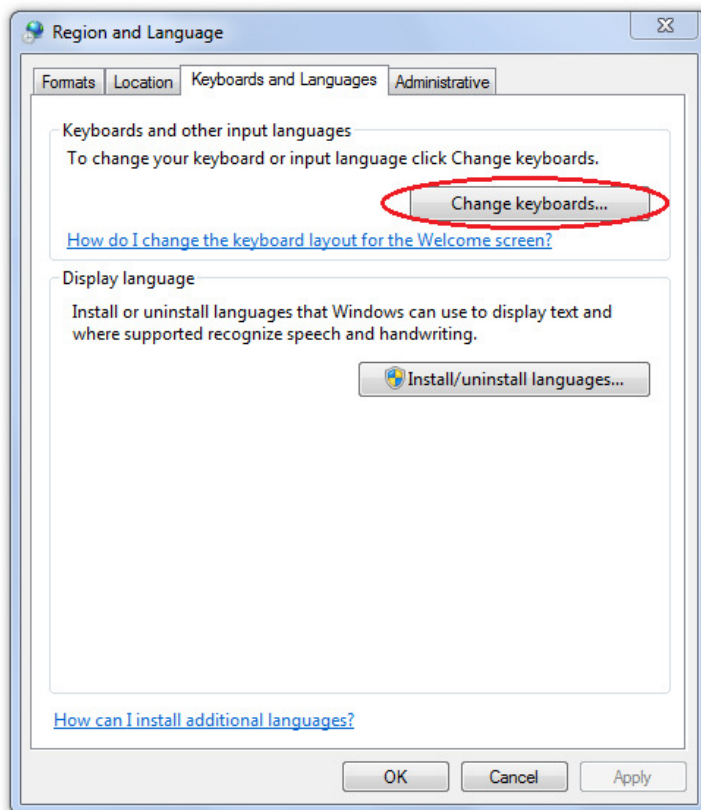 Region and Language
Formats Location Keyboards and Languages Administrative
Keyboards and other input languages
To change your keyboard or input language click Change keyboards.
Change keyboards...
How do I change the keyboard layout for the Welcome screen?
Display language
Install or uninstall languages that Windows can use to display text and
where supported recognize speech and handwriting.
Install/uninstall languages...
How can I install additional languages?
OK Cancel Apply